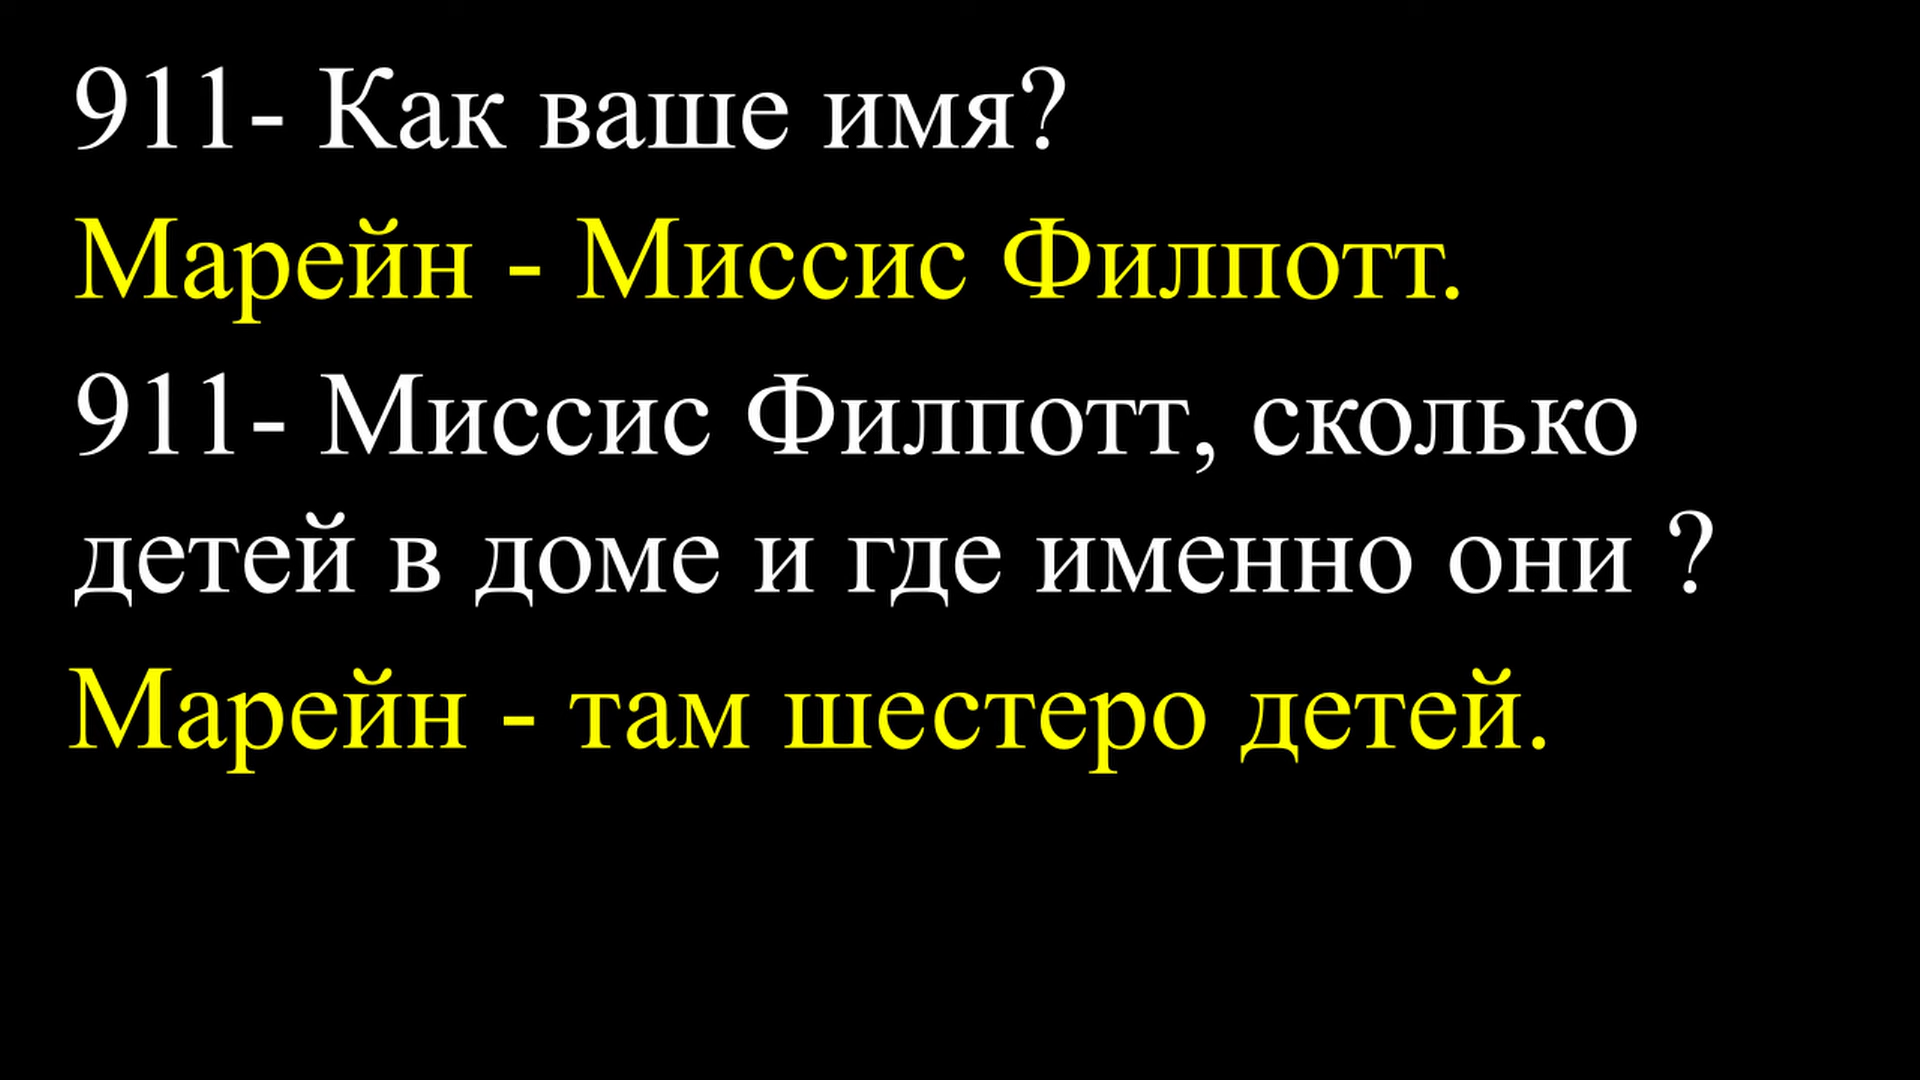 911- Как ваше имя?
Марейн - Миссис Филпотт.
911- Миссис Филпотт, сколько
детей в доме и где именно они ?
Марейн - там шестеро детей.